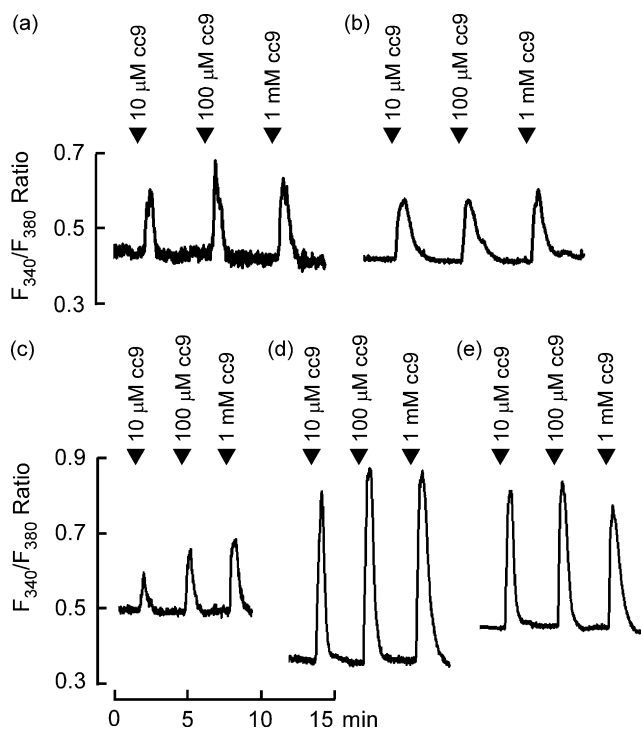 (a)
10 μM cc9
100 μM cc9
1 mM cc9
(b)
10 μM cc9
100 μM cc9
1 mM cc9
0.7
0.5
0.3
F340/F380 Ratio
(c)
10 μM cc9
100 μM cc9
1 mM cc9
(d)
10 μM cc9
100 μM cc9
1 mM cc9
(e)
10 μM cc9
100 μM cc9
1 mM cc9
0.9
0.7
0.5
0.3
F340/F380 Ratio
0 5 10 15 min